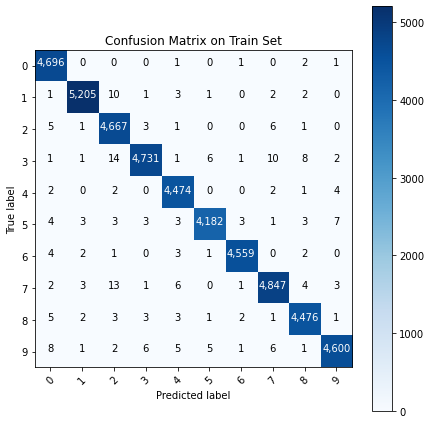 Confusion Matrix on Train Set
0 4,696 0 0 0 1 0 1 0 2 1
1 1 5,205 10 1 3 1 0 2 2 0
2 5 1 4,667 3 1 0 0 6 1 0
3 1 1 14 4,731 1 6 1 10 8 2
4 2 0 2 0 4,474 0 0 2 1 4
5 4 3 3 3 3 4,182 3 1 3 7
6 4 2 1 0 3 1 4,559 0 2 0
7 2 3 13 1 6 0 1 4,847 4 3
8 5 2 3 3 3 1 2 1 4,476 1
9 8 1 2 6 5 5 1 6 1 4,600
0 1 2 3 4 5 6 7 8 9
Predicted label
True label
5000
4000
3000
2000
1000
0